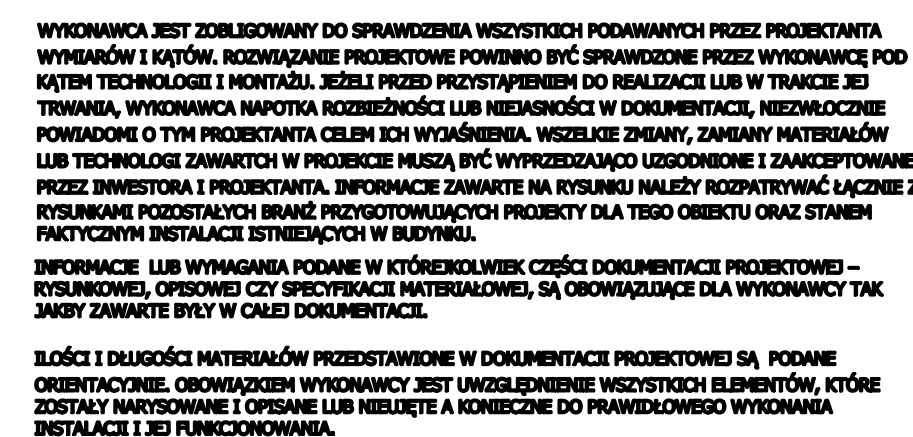 WYKONAWCA JEST ZOBLIGOWANY DO SPRAWDZENIA WSZYSTKICH PODAWANYCH PRZEZ PROJEKTANTA
WYMIARÓW I KĄTÓW. ROZWIĄZANIE PROJEKTOWE POWINNO BYĆ SPRAWDZONE PRZEZ WYKONAWCĘ POD
KĄTEM TECHNOLOGII I MONTAŻU. JEŻELI PRZED PRZYSTĄPIENIEM DO REALIZACJI LUB W TRAKCIE JEJ
TRWANIA, WYKONAWCA NAPOTKA ROZBIEŻNOŚCI LUB NIEJASNOŚCI W DOKUMENTACJI, NIEZWŁOCZNIE
POWIADOMI O TYM PROJEKTANTA CELEM ICH WYJAŚNIENIA. WSZELKIE ZMIANY, ZAMIANY MATERIAŁÓW
LUB TECHNOLOGI ZAWARTCH W PROJEKCIE MUSZĄ BYĆ WYPRZEDZAJĄCO UZGODNIONE I ZAAKCEPTOWANE
PRZEZ INWESTORA I PROJEKTANTA. INFORMACJE ZAWARTE NA RYSUNKU NALEŻY ROZPATRYWAĆ ŁĄCZNIE Z
RYSUNKAMI POZOSTAŁYCH BRANŻ PRZYGOTOWUJĄCYCH PROJEKTY DLA TEGO OBIEKTU ORAZ STANEM
FAKTYCZNYM INSTALACJI ISTNIEJĄCYCH W BUDYNKU.
INFORMACJE LUB WYMAGANIA PODANE W KTÓREJKOLWIEK CZĘŚCI DOKUMENTACJI PROJEKTOWEJ –
RYSUNKOWEJ, OPISOWEJ CZY SPECYFIKACJI MATERIAŁOWEJ, SĄ OBOWIĄZUJĄCE DLA WYKONAWCY TAK
JAKBY ZAWARTE BYŁY W CAŁEJ DOKUMENTACJI.
ILOŚCI I DŁUGOŚCI MATERIAŁÓW PRZEDSTAWIONE W DOKUMENTACJI PROJEKTOWEJ SĄ PODANE
ORIENTACYJNIE. OBOWIĄZKIEM WYKONAWCY JEST UWZGLĘDNIENIE WSZYSTKICH ELEMENTÓW, KTÓRE
ZOSTAŁY NARYSOWANE I OPISANE LUB NIEUJĘTE A KONIECZNE DO PRAWIDŁOWEGO WYKONANIA
INSTALACJI I JEJ FUNKCJONOWANIA.